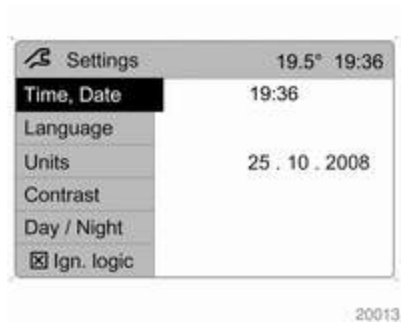 Settings 19.5° 19:36
Time, Date 19:36
Language
Units 25 . 10 . 2008
Contrast
Day / Night
Ign. logic
20013